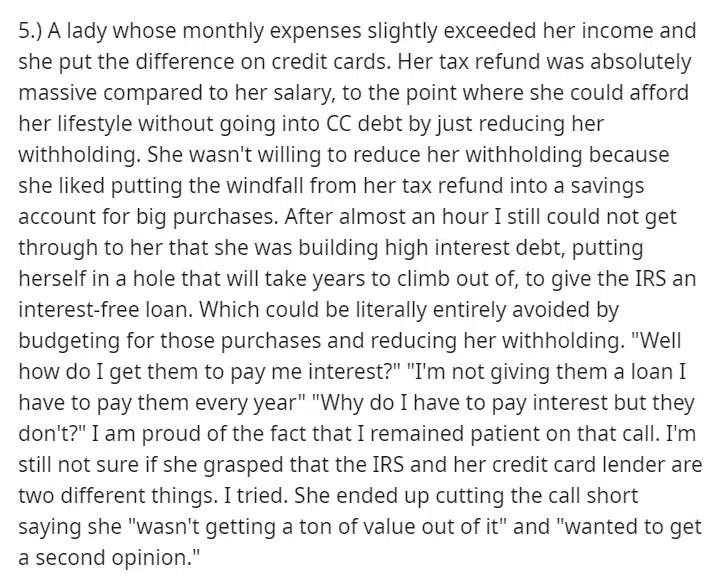 5.) A lady whose monthly expenses slightly exceeded her income and
she put the difference on credit cards. Her tax refund was absolutely
massive compared to her salary, to the point where she could afford
her lifestyle without going into CC debt by just reducing her
withholding. She wasn't willing to reduce her withholding because
she liked putting the windfall from her tax refund into a savings
account for big purchases. After almost an hour I still could not get
through to her that she was building high interest debt, putting
herself in a hole that will take years to climb out of, to give the IRS an
interest-free loan. Which could be literally entirely avoided by
budgeting for those purchases and reducing her withholding. "Well
how do I get them to pay me interest?" "I'm not giving them a loan I
have to pay them every year" "Why do I have to pay interest but they
don't?" I am proud of the fact that I remained patient on that call. I'm
still not sure if she grasped that the IRS and her credit card lender are
two different things. I tried. She ended up cutting the call short
saying she "wasn't getting a ton of value out of it" and "wanted to get
a second opinion."